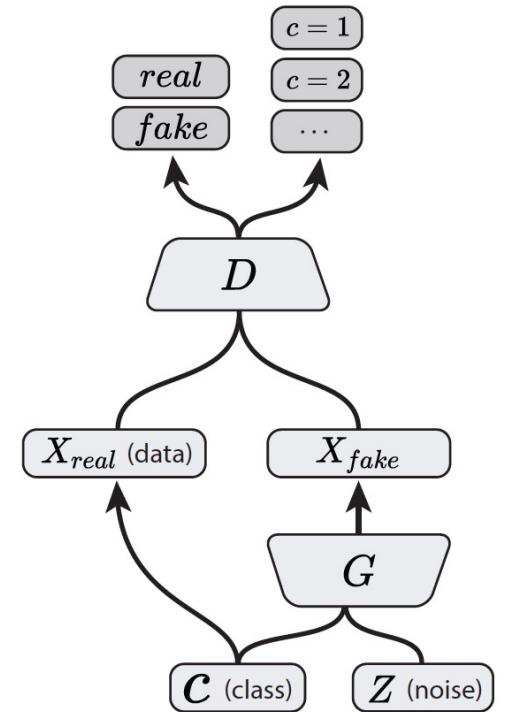 c = 1
real
c = 2
fake
...
D
X_real (data)
X_fake
G
C (class)
Z (noise)